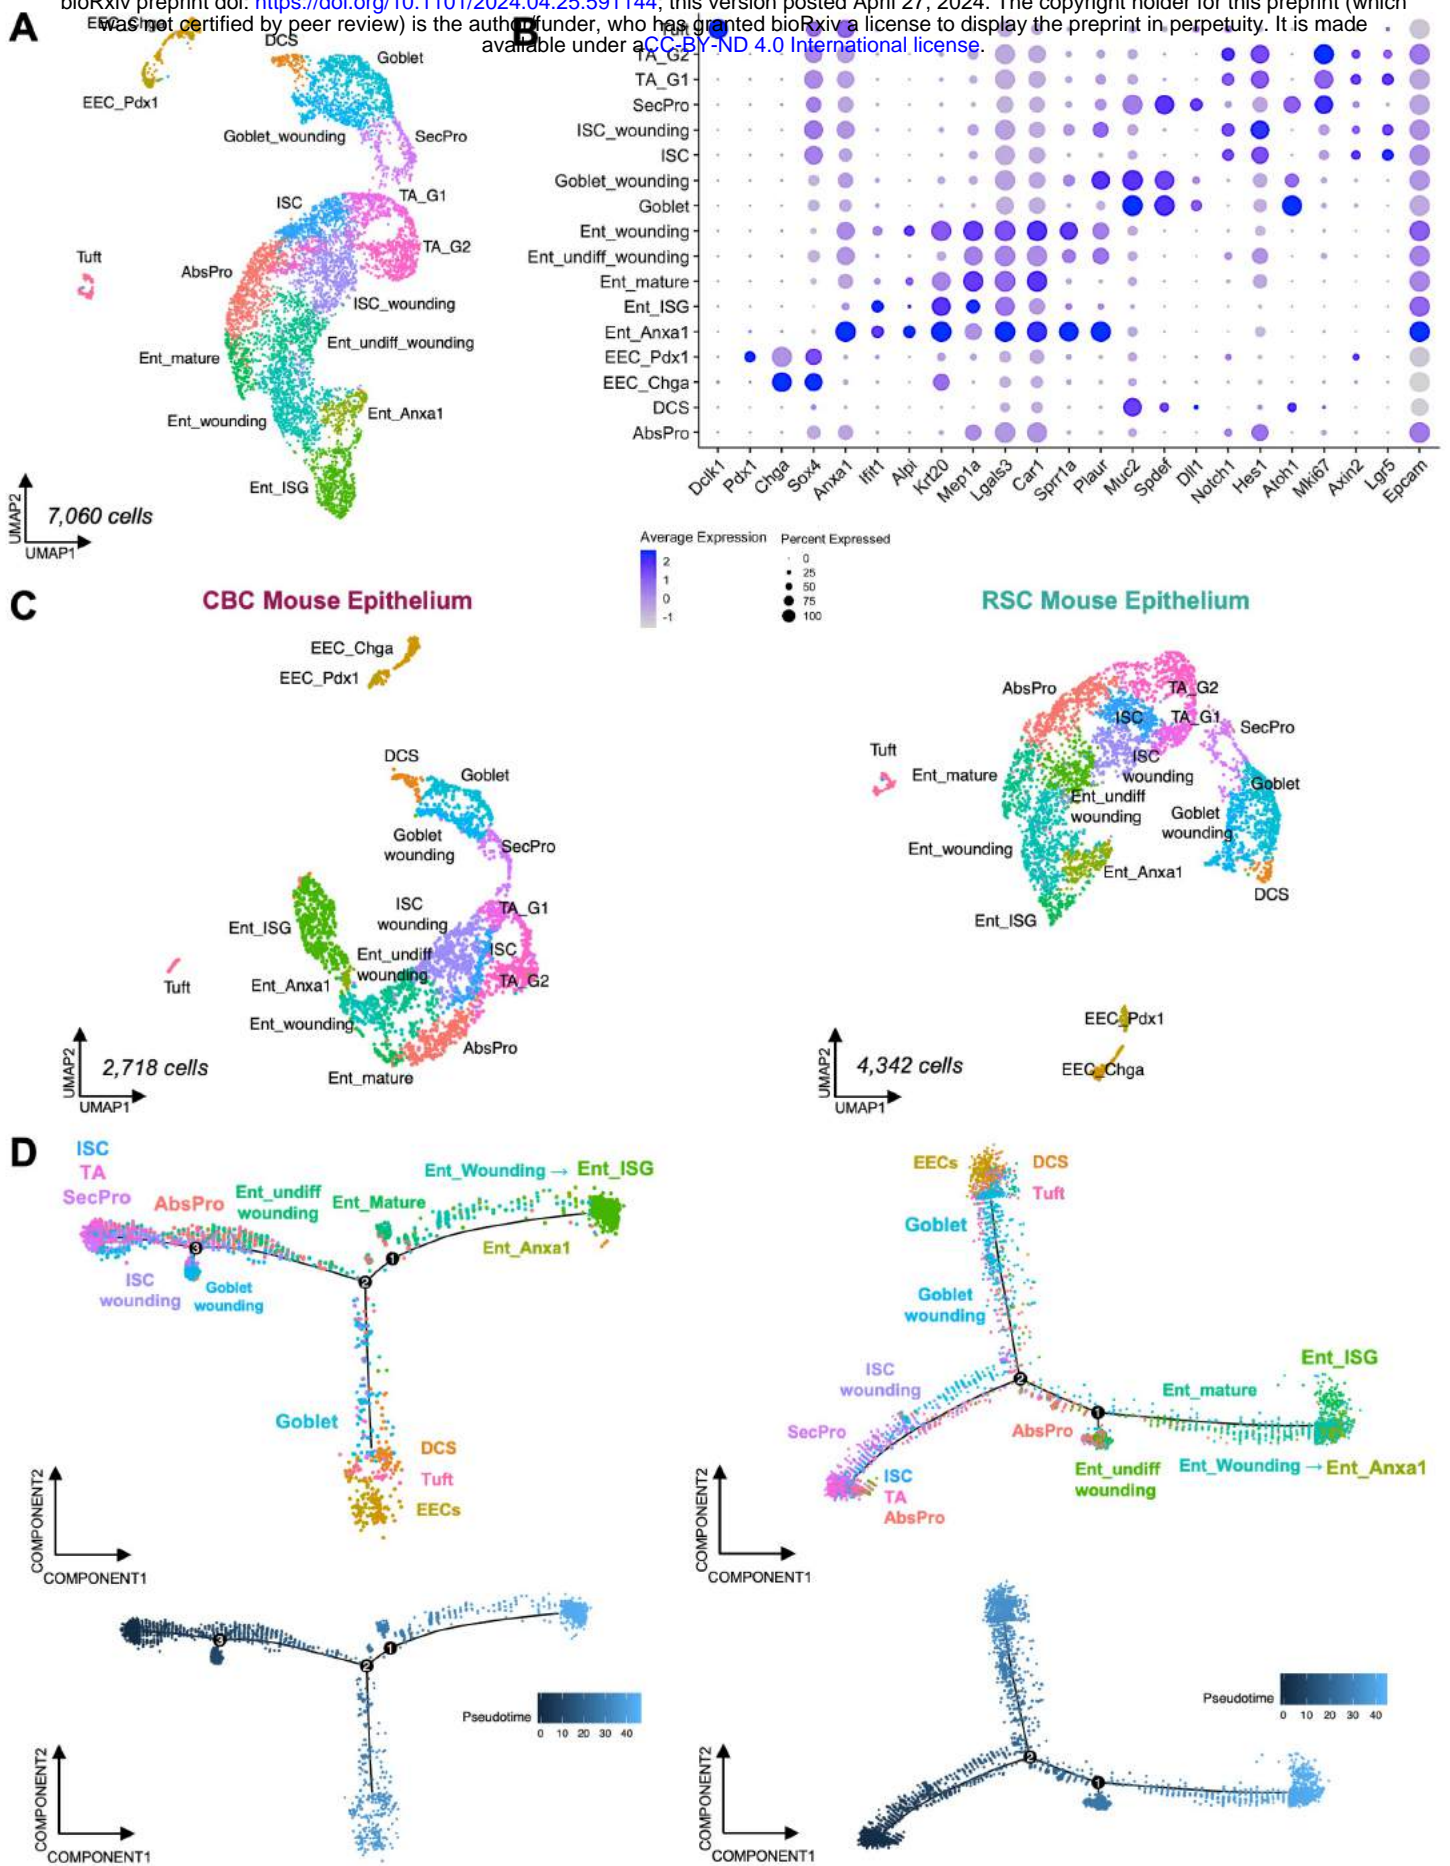 bioRxiv preprint doi: https://doi.org/10.1101/2024.04.25.591144; this version posted April 27, 2024. The copyright holder for this preprint (which
was not certified by peer review) is the author/funder, who has granted bioRxiv a license to display the preprint in perpetuity. It is made
available under aCC-BY-ND 4.0 International license.
A
EEC_Chga
EEC_Pdx1
DCS
Goblet
Goblet_wounding
SecPro
TA_G1
ISC
TA_G2
Tuft
AbsPro
ISC_wounding
Ent_undiff_wounding
Ent_mature
Ent_wounding
Ent_Anxa1
Ent_ISG
7,060 cells
UMAP2
UMAP1
B
Tuft
TA_G2
TA_G1
SecPro
ISC_wounding
ISC
Goblet_wounding
Goblet
Ent_wounding
Ent_undiff_wounding
Ent_mature
Ent_ISG
Ent_Anxa1
EEC_Pdx1
EEC_Chga
DCS
AbsPro
Dclk1
Pdx1
Chga
Sox4
Anxa1
Ifit1
Alpi
Krt20
Mep1a
Lgals3
Car1
Sprr1a
Plaur
Muc2
Spdef
Dll1
Notch1
Hes1
Atoh1
Mki67
Axin2
Lgr5
Epcam
Average Expression
2
1
0
-1
Percent Expressed
0
25
50
75
100
C
CBC Mouse Epithelium
EEC_Chga
EEC_Pdx1
DCS
Goblet
Goblet
wounding
SecPro
ISC
wounding
TA_G1
Ent_ISG
ISC
Ent_undiff
wounding
TA_G2
Tuft
Ent_Anxa1
Ent_wounding
AbsPro
Ent_mature
2,718 cells
UMAP2
UMAP1
RSC Mouse Epithelium
AbsPro
TA_G2
ISC
TA_G1
SecPro
Tuft
ISC
wounding
Ent_mature
Goblet
Ent_undiff
wounding
Goblet
wounding
Ent_wounding
Ent_Anxa1
DCS
Ent_ISG
EEC_Pdx1
EEC_Chga
4,342 cells
UMAP2
UMAP1
D
ISC
TA
SecPro
AbsPro
Ent_undiff
wounding
Ent_Mature
Ent_Wounding → Ent_ISG
Ent_Anxa1
3
1
2
ISC
wounding
Goblet
wounding
Goblet
DCS
Tuft
EECs
COMPONENT2
COMPONENT1
EECs
DCS
Tuft
Goblet
Goblet
wounding
ISC
wounding
2
SecPro
Ent_ISG
Ent_mature
1
AbsPro
ISC
TA
AbsPro
Ent_undiff
wounding
Ent_Wounding → Ent_Anxa1
COMPONENT2
COMPONENT1
3
1
2
Pseudotime
0 10 20 30 40
COMPONENT2
COMPONENT1
2
1
Pseudotime
0 10 20 30 40
COMPONENT2
COMPONENT1